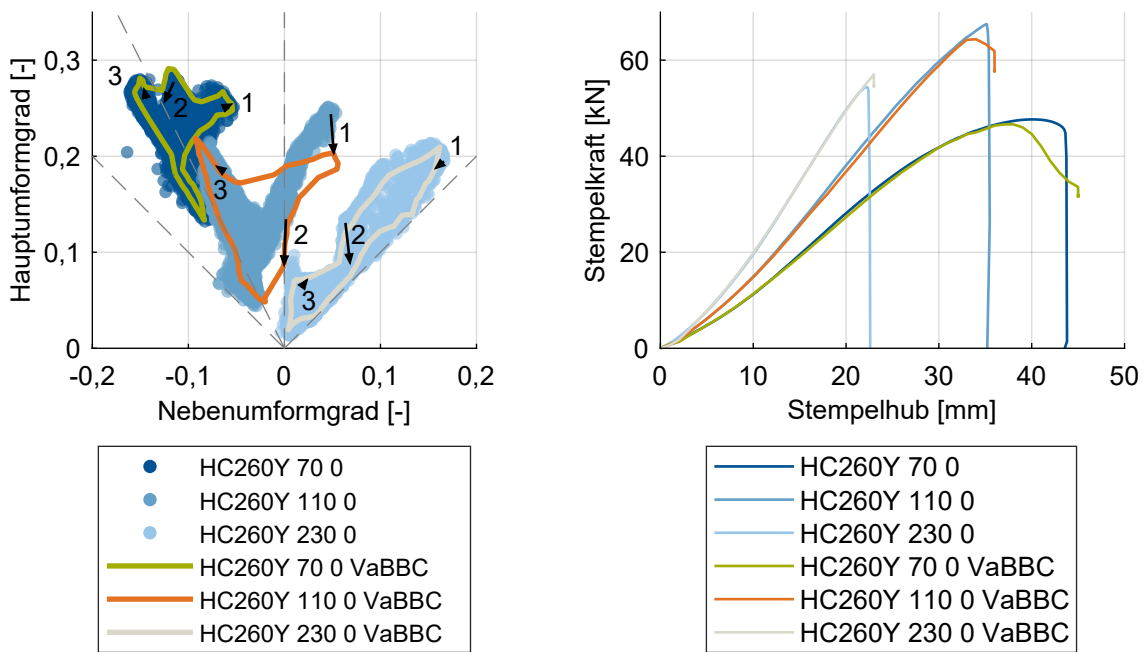 Hauptumformgrad [-]
0,3
0,2
0,1
0
3
2
1
1
3
2
1
2
3
-0,2
-0,1
0
0,1
0,2
Nebenumformgrad [-]
HC260Y 70 0
HC260Y 110 0
HC260Y 230 0
HC260Y 70 0 VaBBC
HC260Y 110 0 VaBBC
HC260Y 230 0 VaBBC
Stempelkraft [kN]
60
40
20
0
0
10
20
30
40
50
Stempelhub [mm]
HC260Y 70 0
HC260Y 110 0
HC260Y 230 0
HC260Y 70 0 VaBBC
HC260Y 110 0 VaBBC
HC260Y 230 0 VaBBC